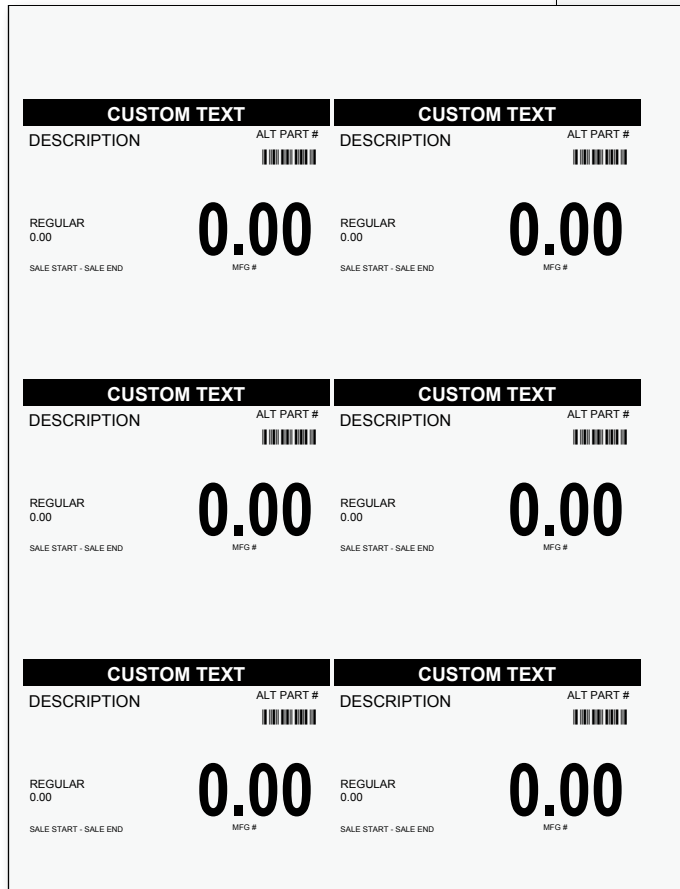 CUSTOM TEXT
DESCRIPTION
ALT PART #
REGULAR
0.00
0.00
SALE START - SALE END
MFG #
CUSTOM TEXT
DESCRIPTION
ALT PART #
REGULAR
0.00
0.00
SALE START - SALE END
MFG #
CUSTOM TEXT
DESCRIPTION
ALT PART #
REGULAR
0.00
0.00
SALE START - SALE END
MFG #
CUSTOM TEXT
DESCRIPTION
ALT PART #
REGULAR
0.00
0.00
SALE START - SALE END
MFG #
CUSTOM TEXT
DESCRIPTION
ALT PART #
REGULAR
0.00
0.00
SALE START - SALE END
MFG #
CUSTOM TEXT
DESCRIPTION
ALT PART #
REGULAR
0.00
0.00
SALE START - SALE END
MFG #